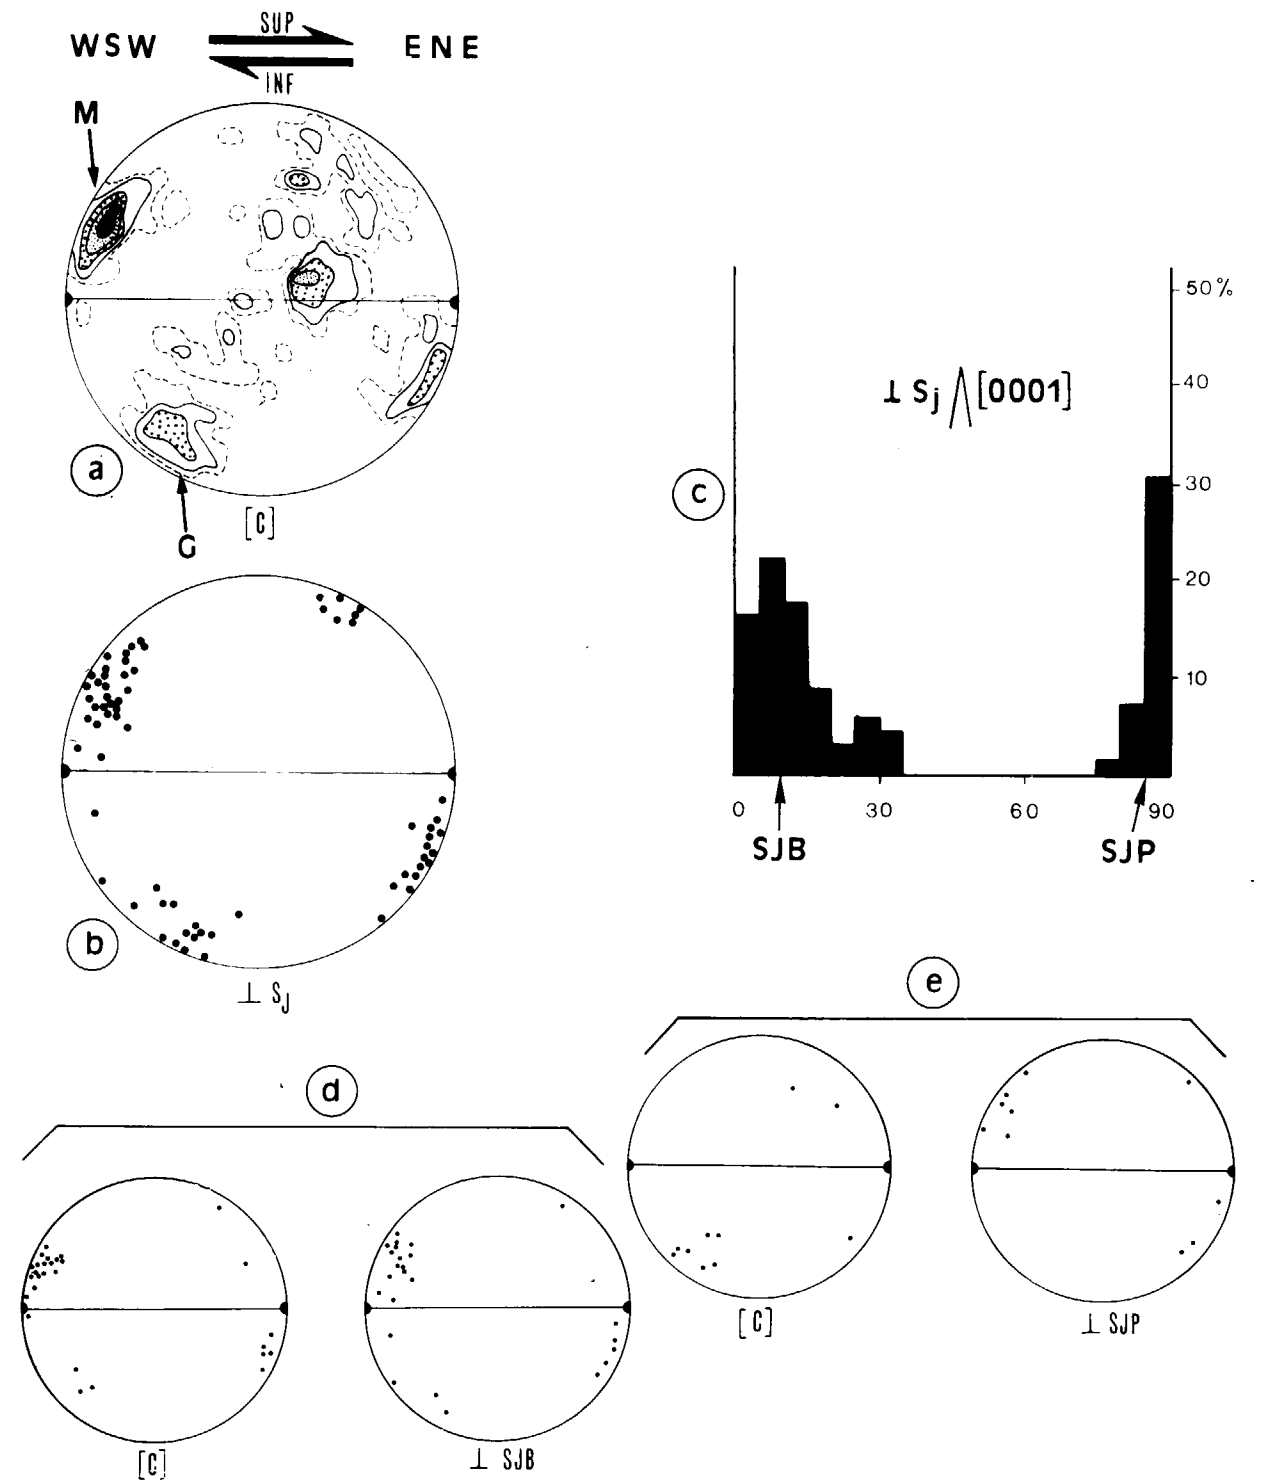 WSW SUP ENE
INF
M
a
[C]
G
50%
40
⊥ Sj ⋀ [0001]
c
30
20
10
0 30 60 90
SJB SJP
b
⊥ SJ
e
d
[C] ⊥ SJP
[C] ⊥ SJB